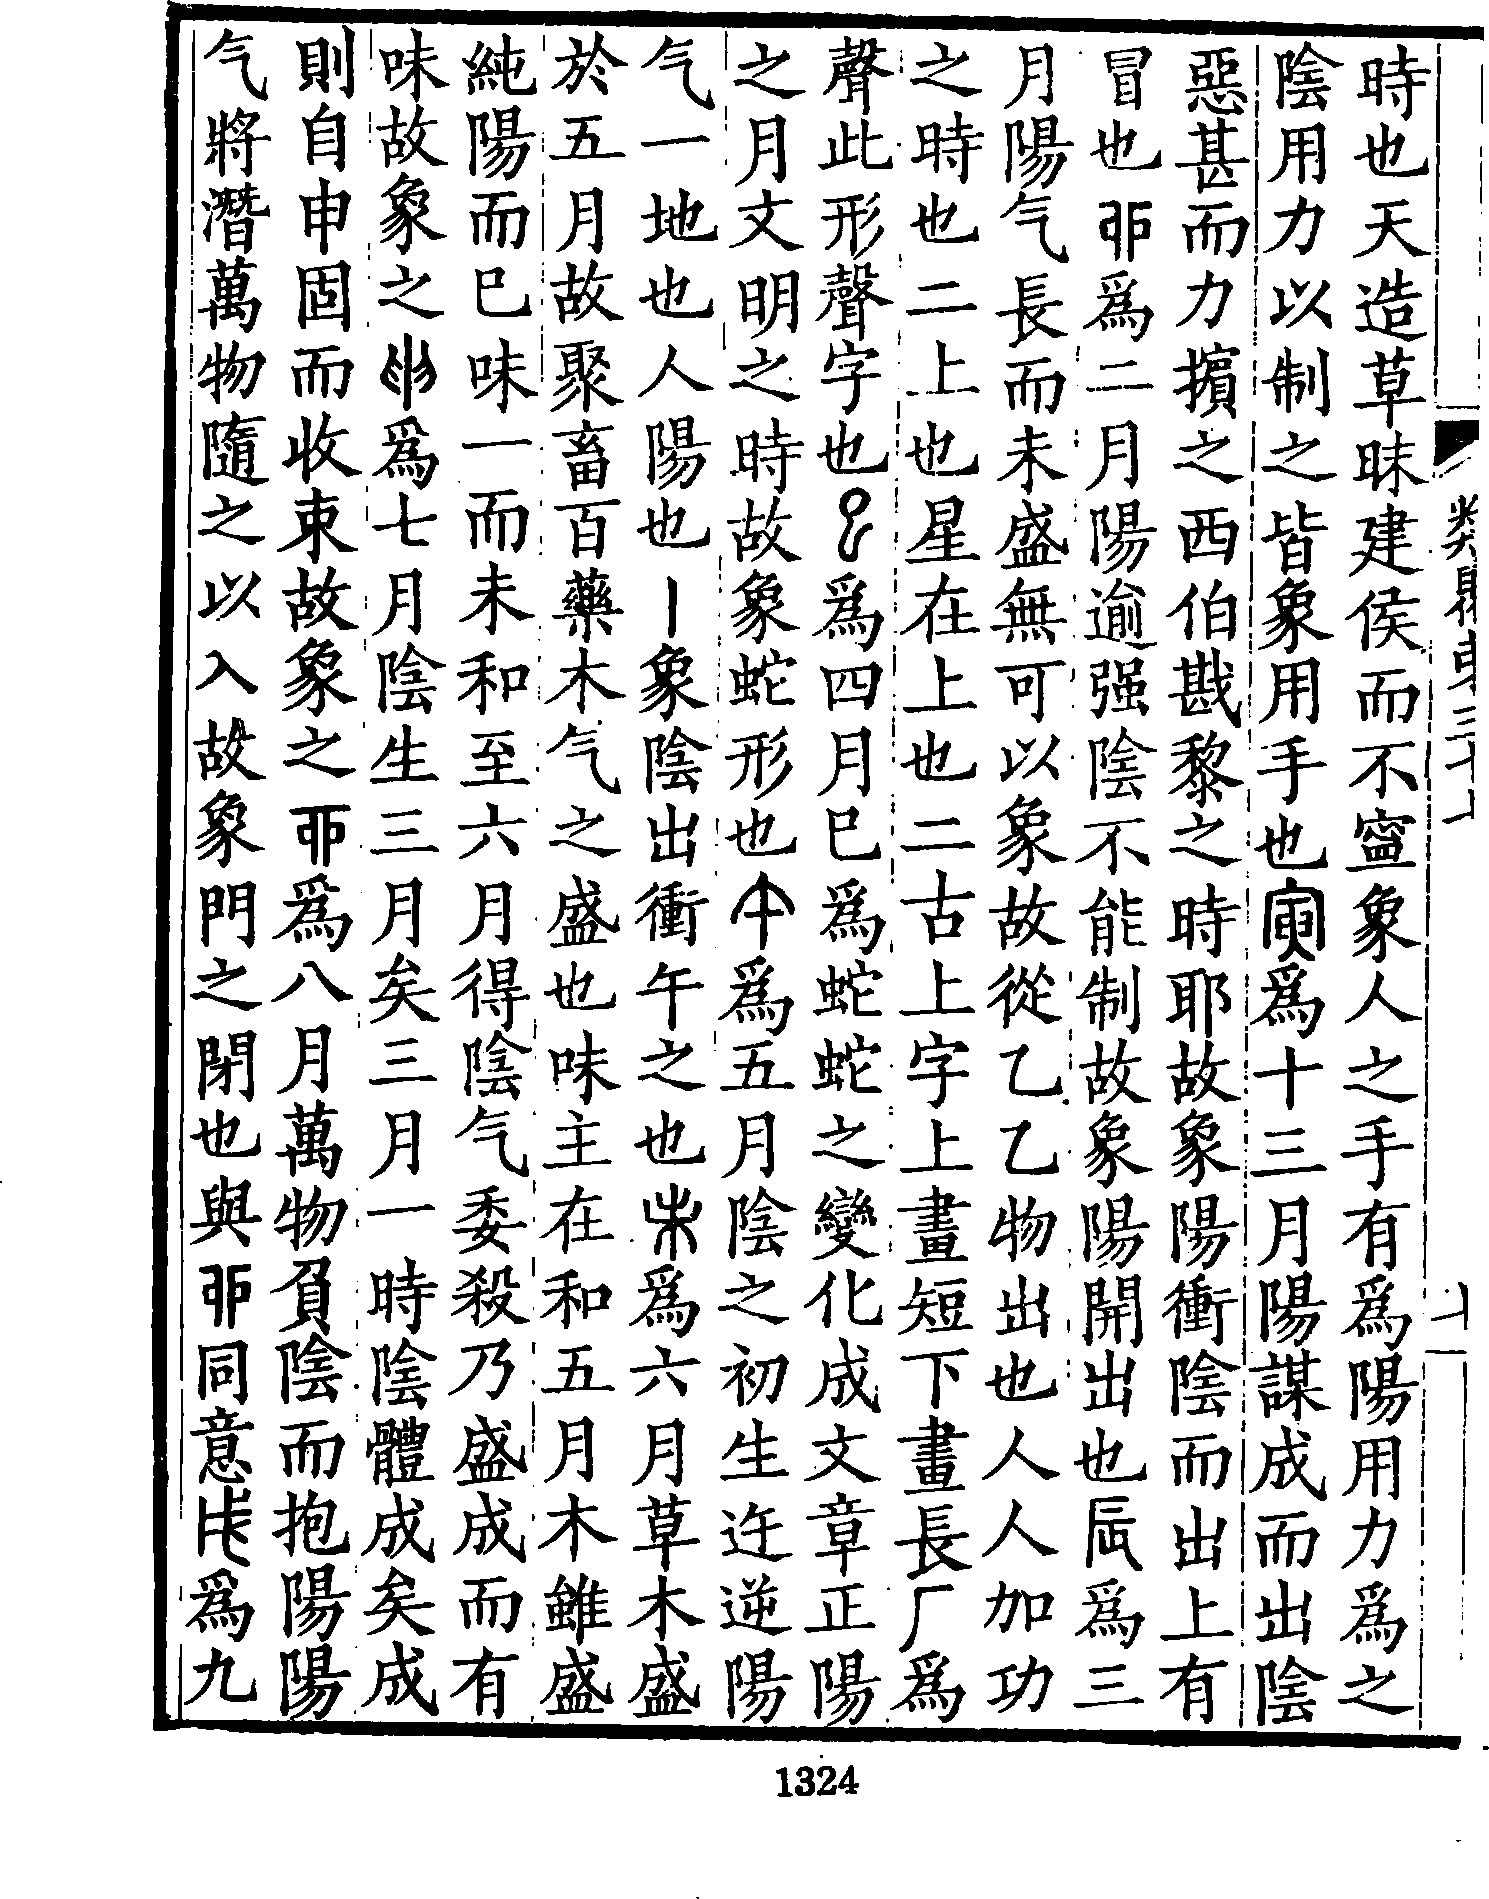 時也天造草昧建侯而不寍象人之手有爲陽用力爲之
陰用力以制之皆象用手也寅爲十三月陽謀成而出陰
惡甚而力擯之西伯戡黎之時耶故象陽衝陰而出上有
冒也丣爲二月陽逾强陰不能制故象陽開出也辰爲三
月陽气長而未盛無可以象故從乙乙物出也人人加功
之時也二上也星在上也二古上字上畫短下畫長厂爲
聲此形聲字也巳爲四月巳爲蛇蛇之變化成文章正陽
之月文明之時故象蛇形也午爲五月陰之初生迕逆陽
气一地也人陽也丨象陰出衝午之也未爲六月草木盛
於五月故聚畜百藥木气之盛也味主在和五月木雖盛
純陽而已味一而未和至六月得陰气委殺乃盛成而有
味故象之申爲七月陰生三月矣三月一時陰體成矣成
則自申固而收束故象之丣爲八月萬物負陰而抱陽陽
气將潛萬物隨之以入故象門之閉也與丣同意戌爲九
1324